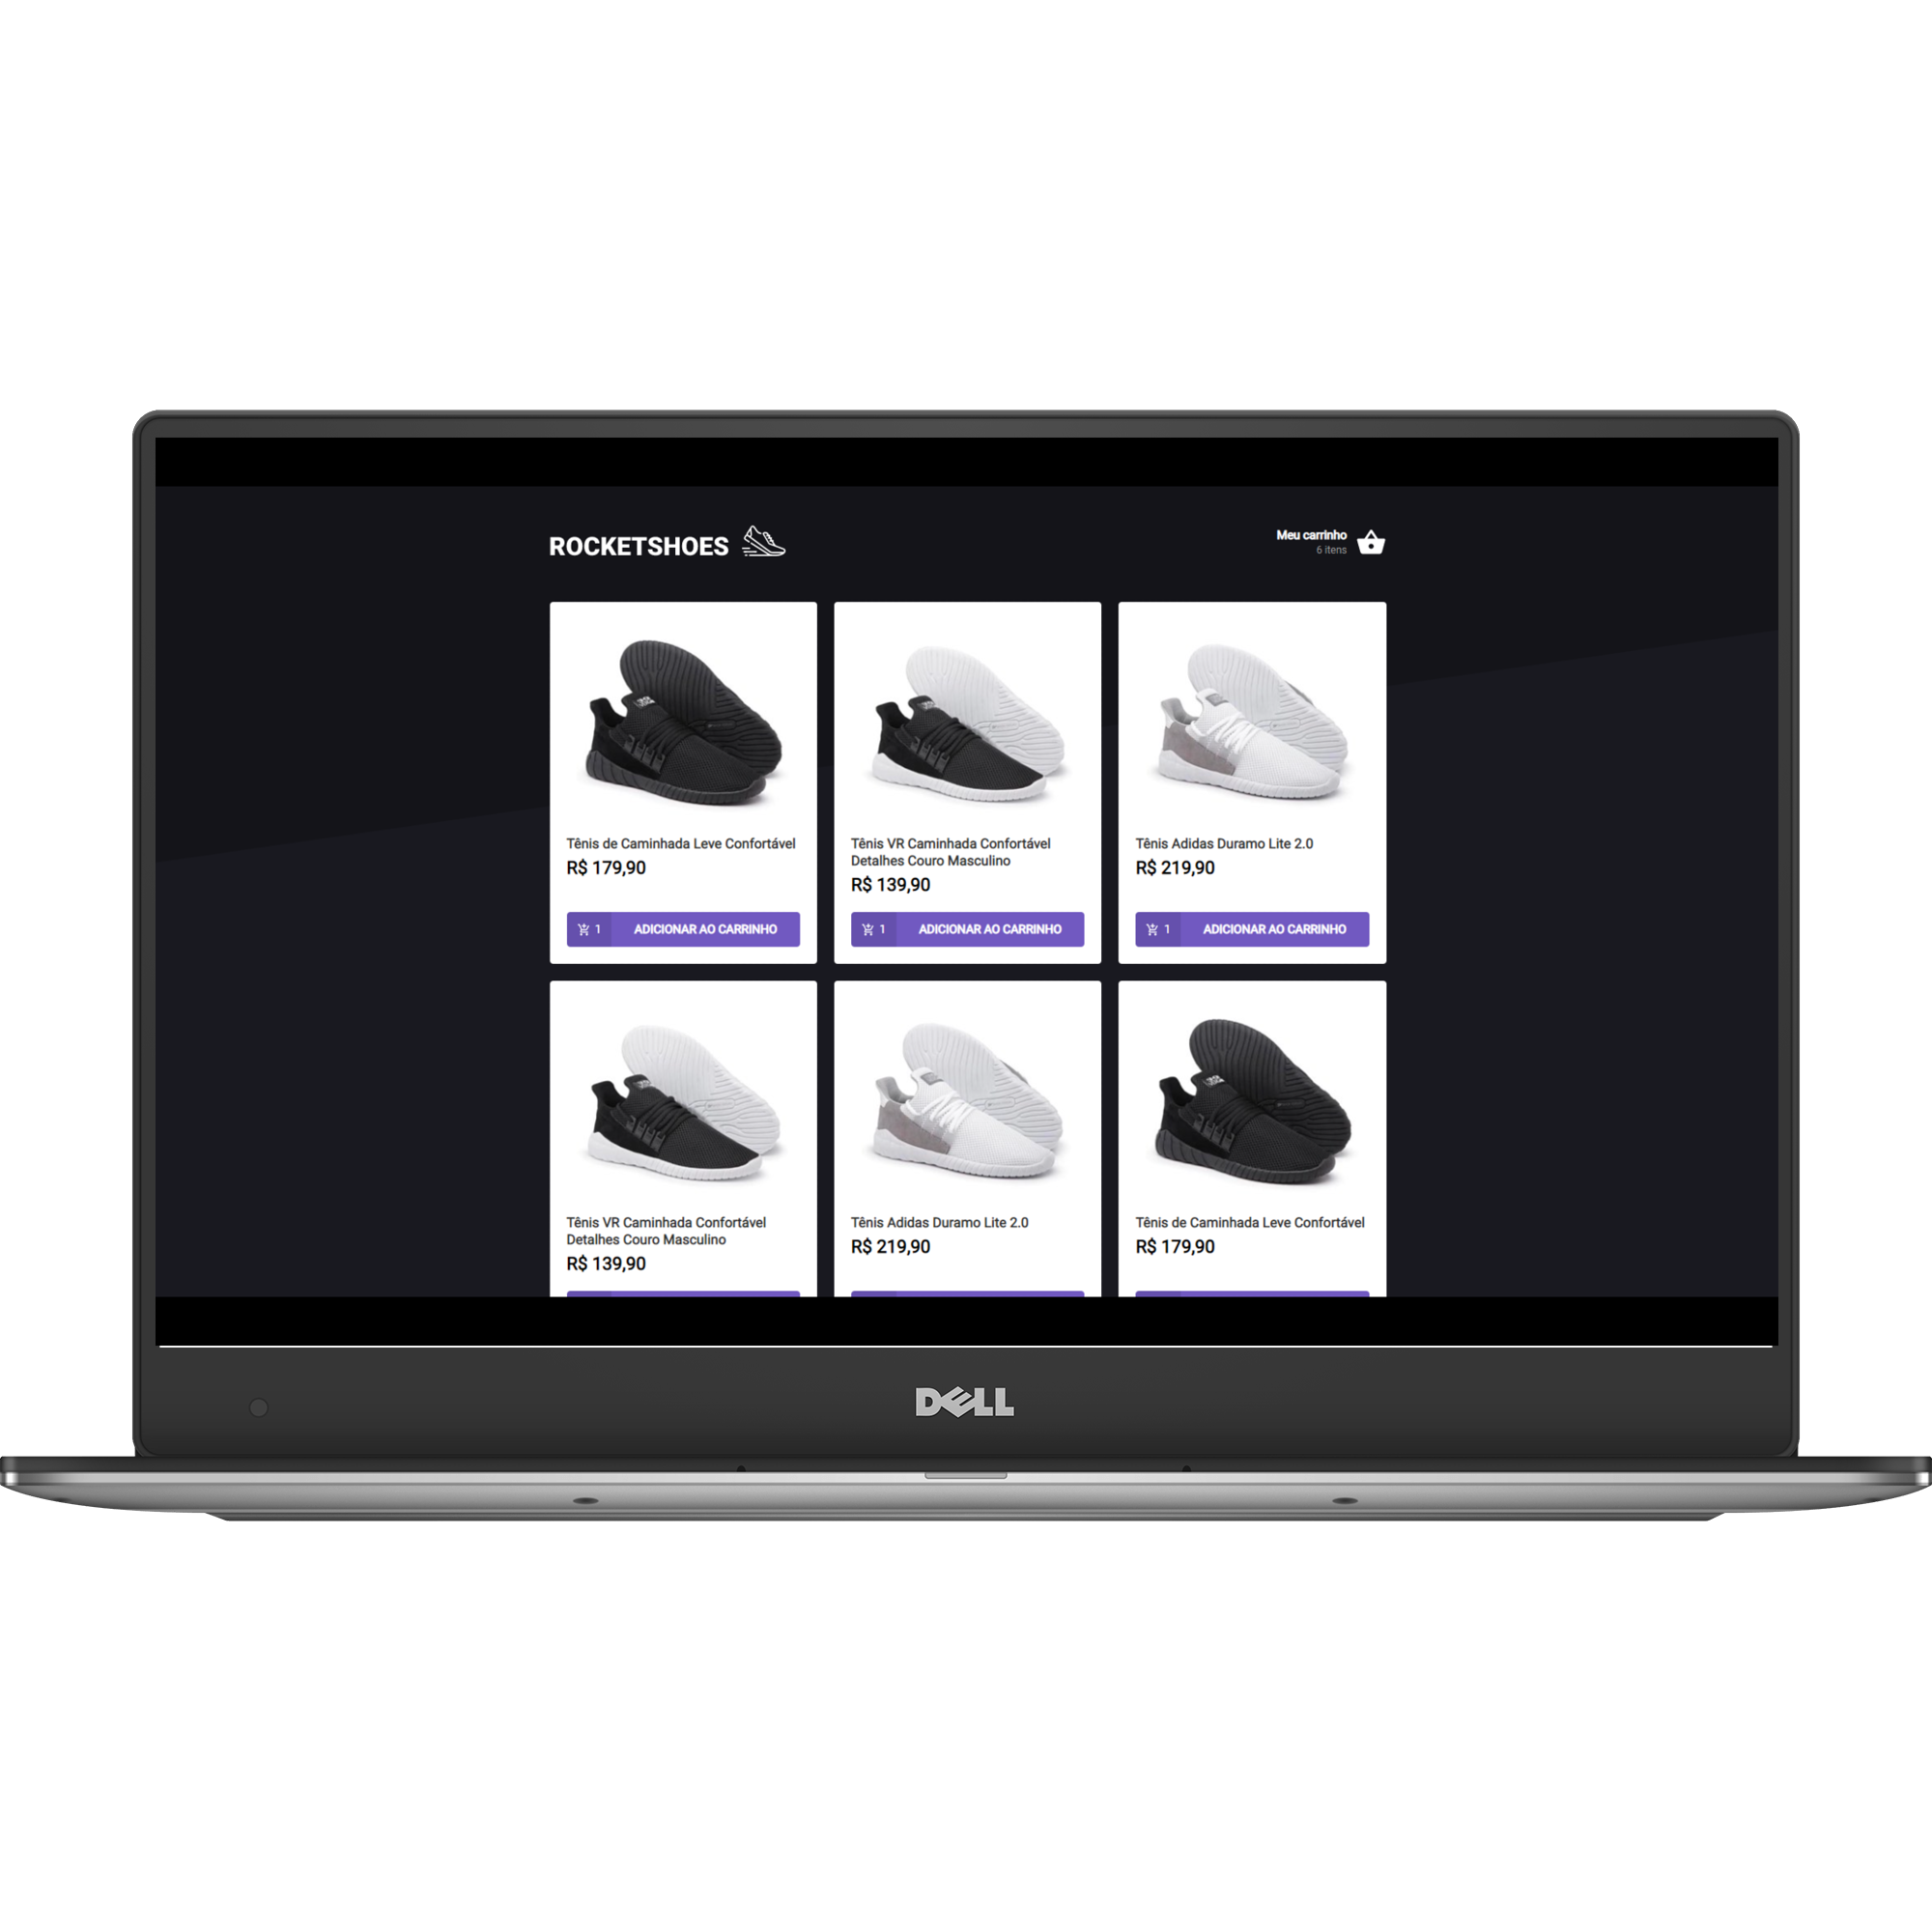 ROCKETSHOES
Meu carrinho
6 itens
Tênis de Caminhada Leve Confortável
R$ 179,90
1 ADICIONAR AO CARRINHO
Tênis VR Caminhada Confortável
Detalhes Couro Masculino
R$ 139,90
1 ADICIONAR AO CARRINHO
Tênis Adidas Duramo Lite 2.0
R$ 219,90
1 ADICIONAR AO CARRINHO
Tênis VR Caminhada Confortável
Detalhes Couro Masculino
R$ 139,90
Tênis Adidas Duramo Lite 2.0
R$ 219,90
Tênis de Caminhada Leve Confortável
R$ 179,90
DELL